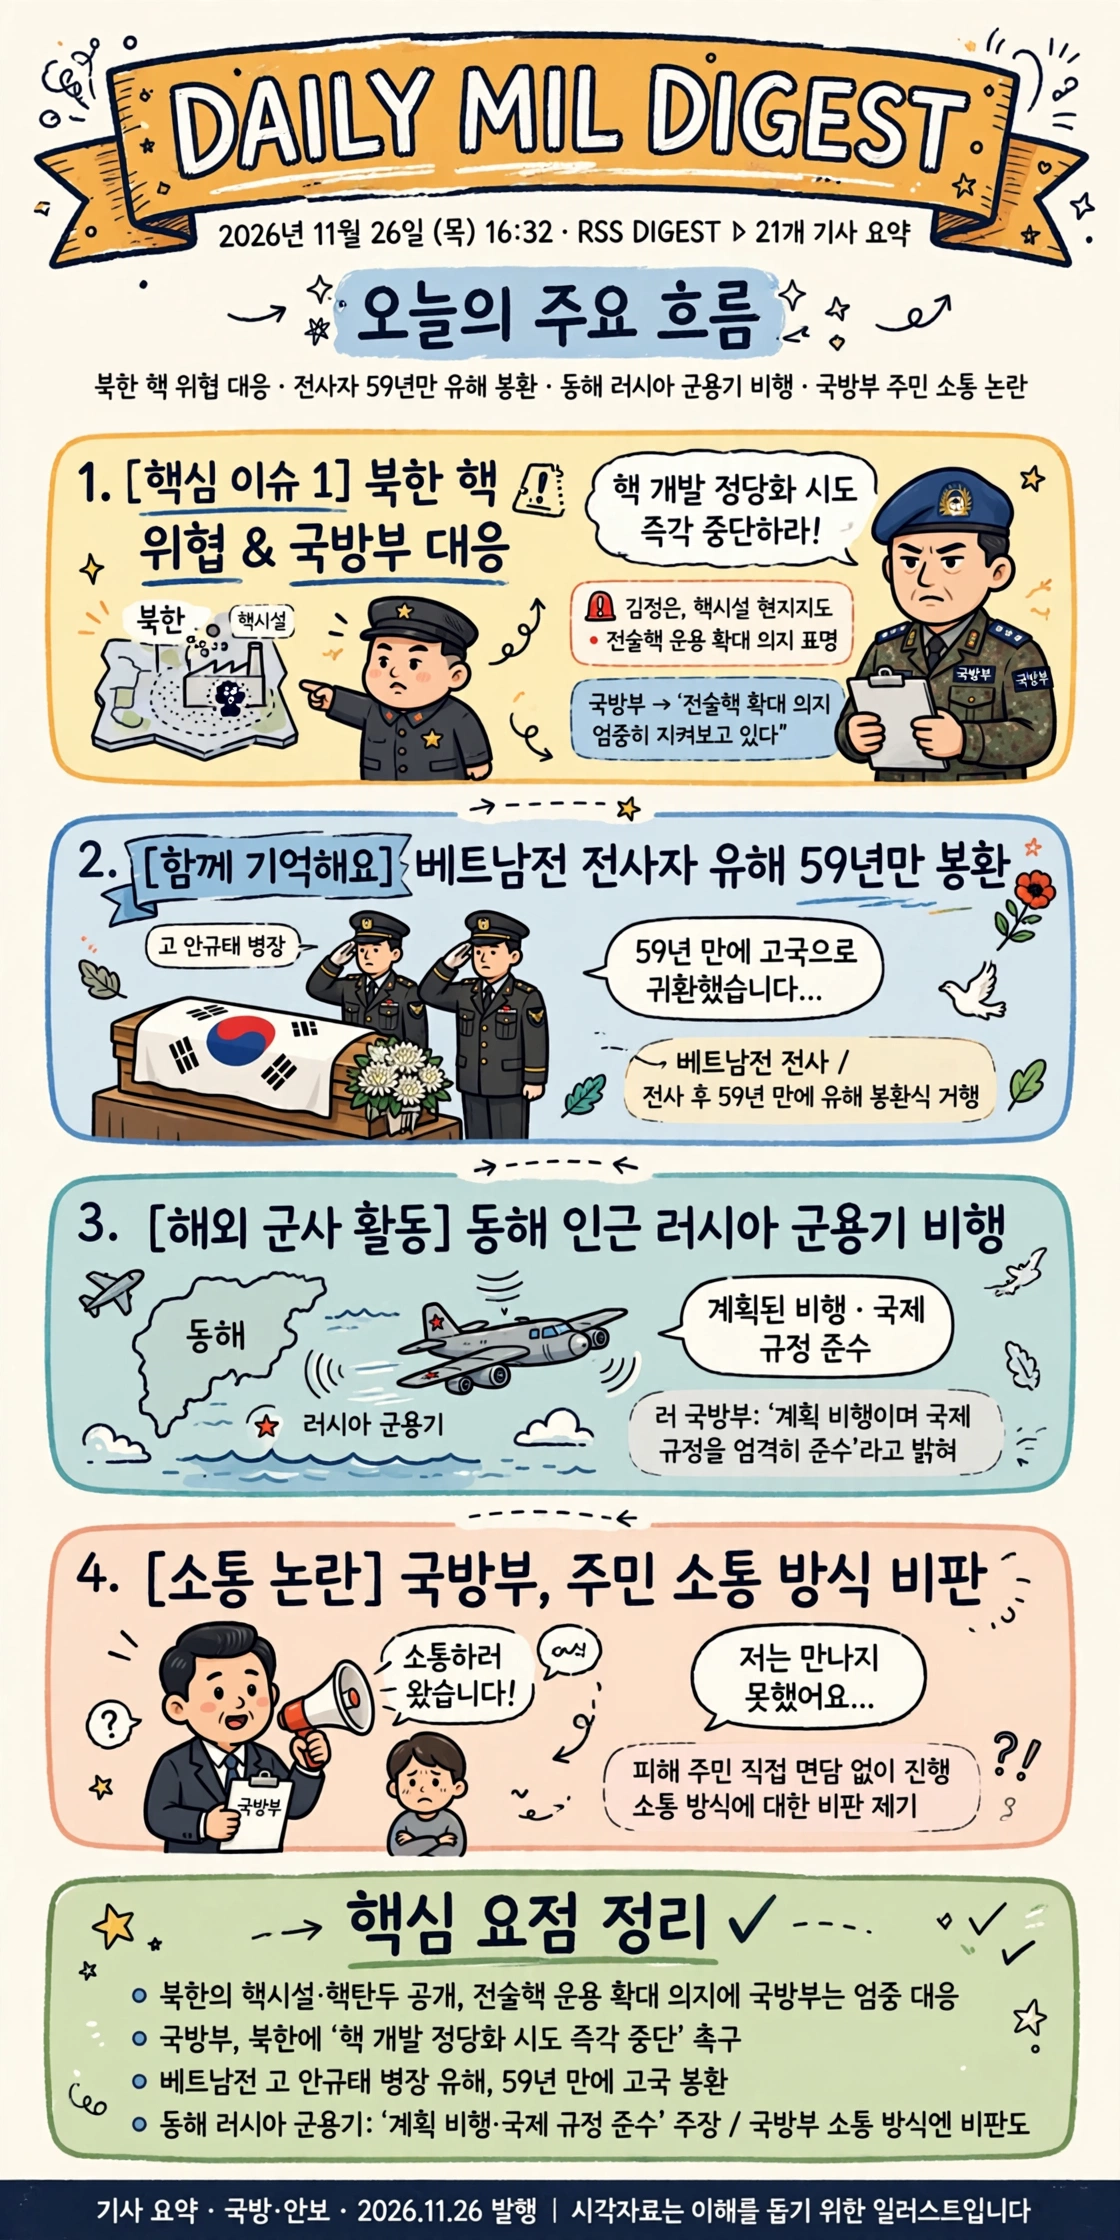 DAILY MIL DIGEST
2026년 11월 26일 (목) 16:32 · RSS DIGEST ▷ 21개 기사 요약
오늘의 주요 흐름
북한 핵 위협 대응 · 전사자 59년만 유해 봉환 · 동해 러시아 군용기 비행 · 국방부 주민 소통 논란
1. [핵심 이슈 1] 북한 핵
위협 & 국방부 대응
핵 개발 정당화 시도
즉각 중단하라!
북한
핵시설
김정은, 핵시설 현지지도
• 전술핵 운용 확대 의지 표명
국방부 → ‘전술핵 확대 의지
엄중히 지켜보고 있다”
국방부
국방부
2. [함께 기억해요] 베트남전 전사자 유해 59년만 봉환
고 안규태 병장
59년 만에 고국으로
귀환했습니다...
베트남전 전사 /
전사 후 59년 만에 유해 봉환식 거행
3. [해외 군사 활동] 동해 인근 러시아 군용기 비행
동해
러시아 군용기
계획된 비행 · 국제
규정 준수
러 국방부: ‘계획 비행이며 국제
규정을 엄격히 준수’라고 밝혀
4. [소통 논란] 국방부, 주민 소통 방식 비판
소통하러
왔습니다!
?
국방부
저는 만나지
못했어요...
피해 주민 직접 면담 없이 진행
소통 방식에 대한 비판 제기
?!
핵심 요점 정리 ✓
북한의 핵시설·핵탄두 공개, 전술핵 운용 확대 의지에 국방부는 엄중 대응
국방부, 북한에 ‘핵 개발 정당화 시도 즉각 중단’ 촉구
베트남전 고 안규태 병장 유해, 59년 만에 고국 봉환
동해 러시아 군용기: ‘계획 비행·국제 규정 준수’ 주장 / 국방부 소통 방식엔 비판도
기사 요약 · 국방·안보 · 2026.11.26 발행 | 시각자료는 이해를 돕기 위한 일러스트입니다